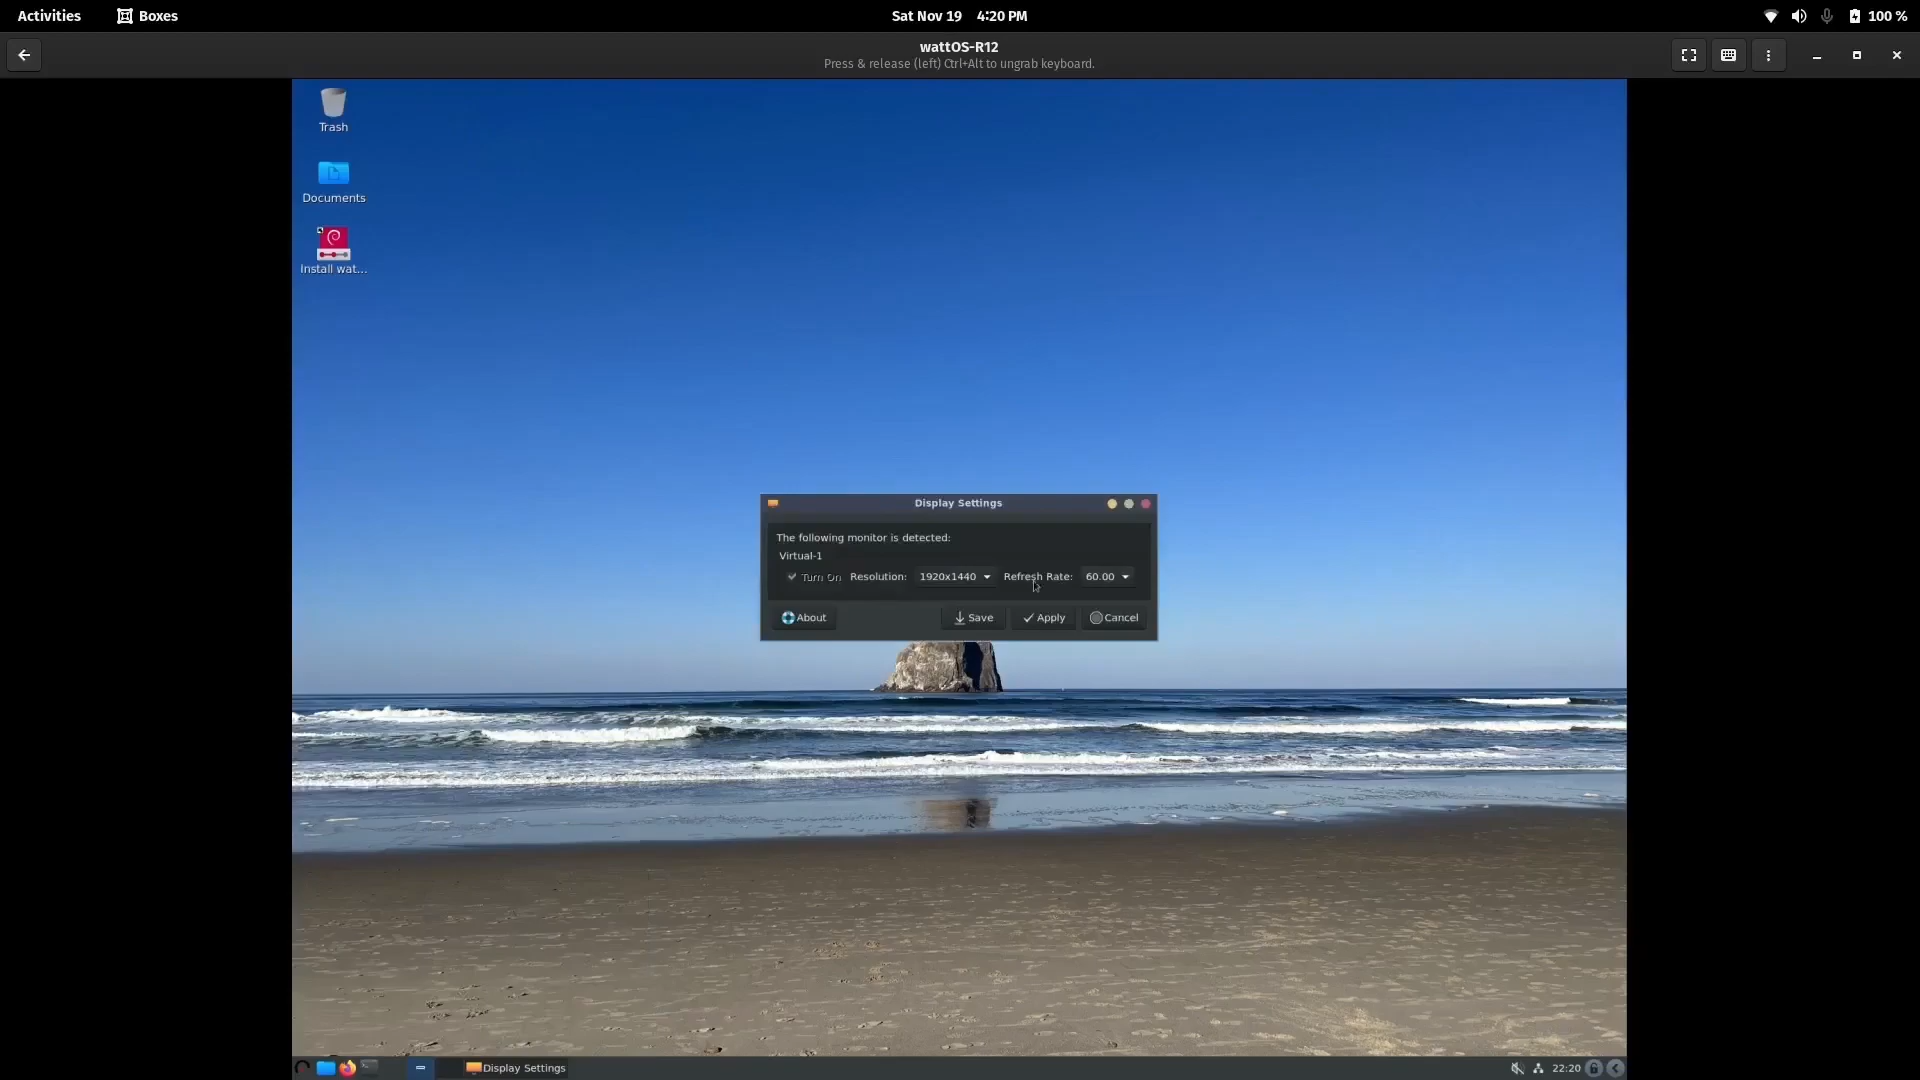 Activities
Boxes
Sat Nov 19 4:20 PM
100 %
wattOS-R12
Press & release (left) Ctrl+Alt to ungrab keyboard.
Trash
Documents
Install wat...
Display Settings
The following monitor is detected:
Virtual-1
Turn On Resolution: 1920x1440 Refresh Rate: 60.00
About Save Apply Cancel
Display Settings
22:20